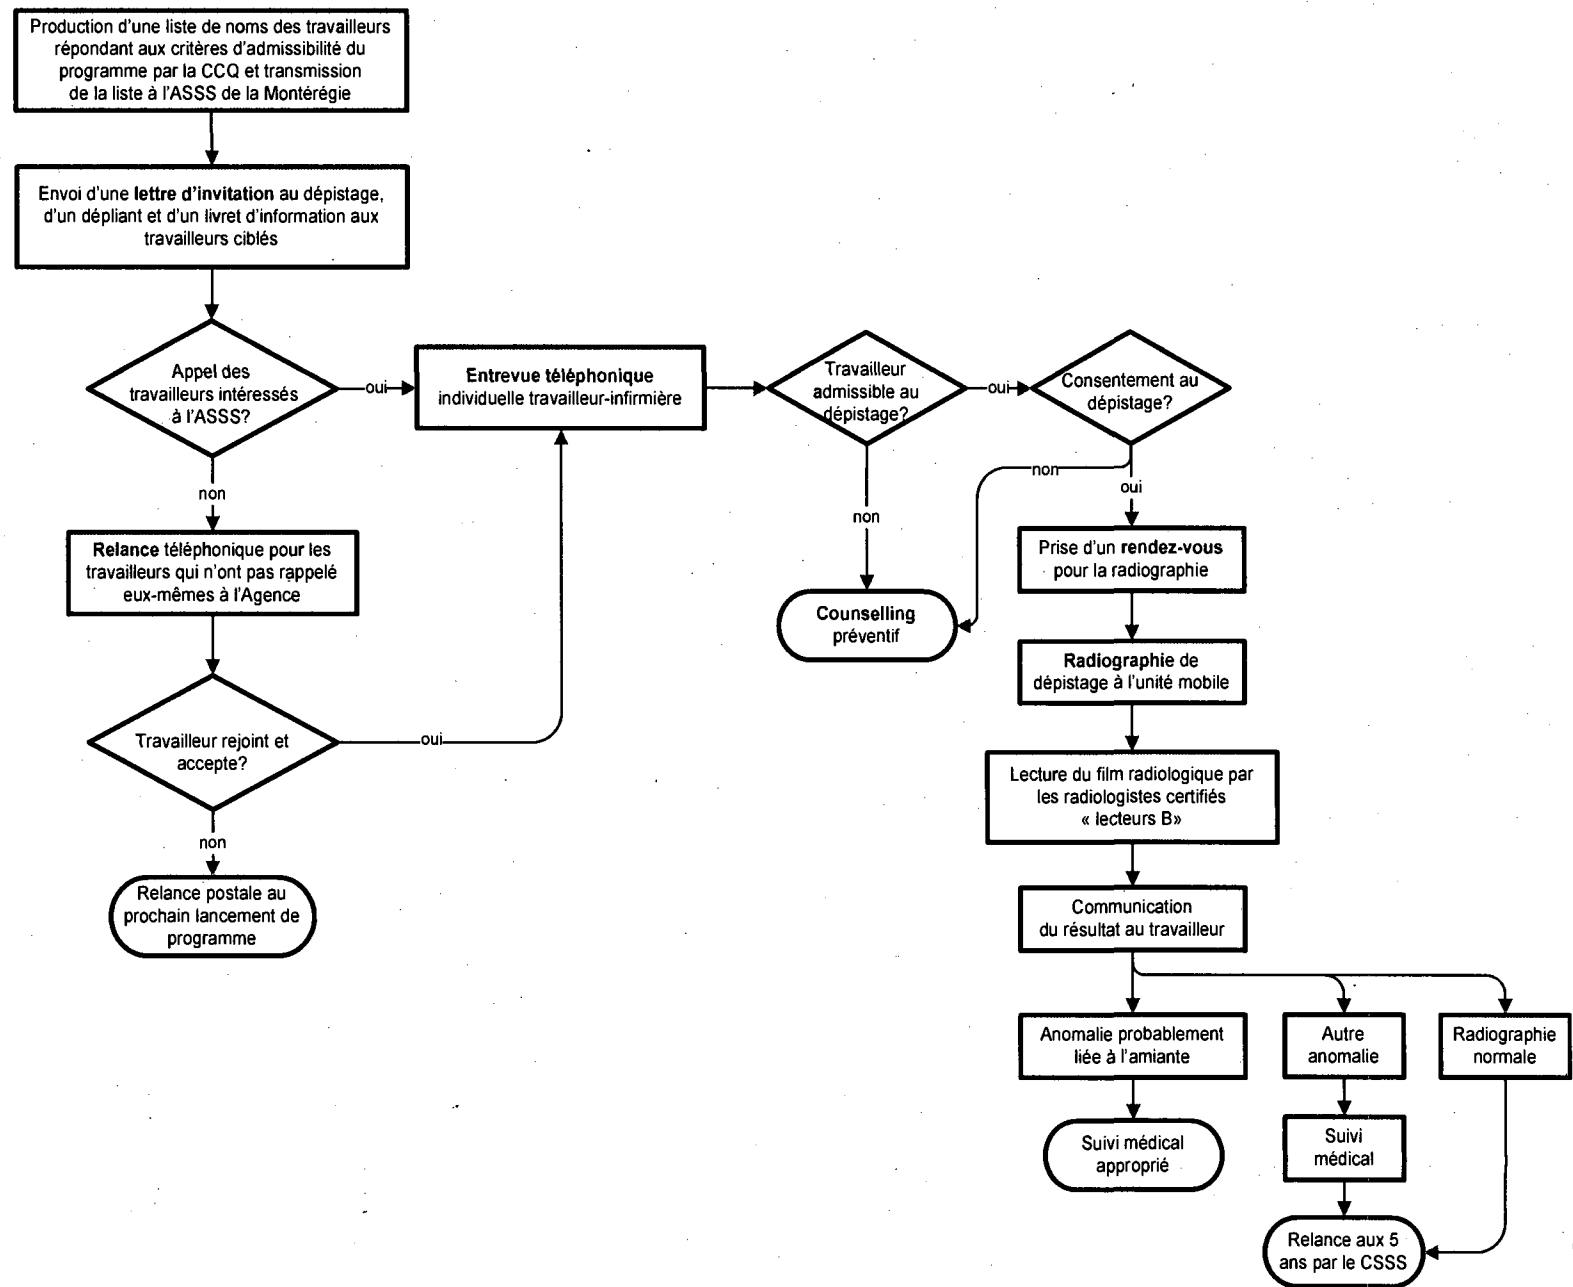 Production d'une liste de noms des travailleurs
répondant aux critères d'admissibilité du
programme par la CCQ et transmission
de la liste à l'ASSS de la Montérégie
Envoi d'une lettre d'invitation au dépistage,
d'un dépliant et d'un livret d'information aux
travailleurs ciblés
Appel des
travailleurs intéressés
à l'ASSS?
oui
Entrevue téléphonique
individuelle travailleur-infirmière
Travailleur
admissible au
dépistage?
oui
Consentement au
dépistage?
non
non
oui
non
Relance téléphonique pour les
travailleurs qui n'ont pas rappelé
eux-mêmes à l'Agence
Prise d'un rendez-vous
pour la radiographie
Counselling
préventif
Radiographie de
dépistage à l'unité mobile
Travailleur rejoint et
accepte?
oui
non
Lecture du film radiologique par
les radiologistes certifiés
« lecteurs B»
Relance postale au
prochain lancement de
programme
Communication
du résultat au travailleur
Anomalie probablement
liée à l'amiante
Autre
anomalie
Radiographie
normale
Suivi médical
approprié
Suivi
médical
Relance aux 5
ans par le CSSS